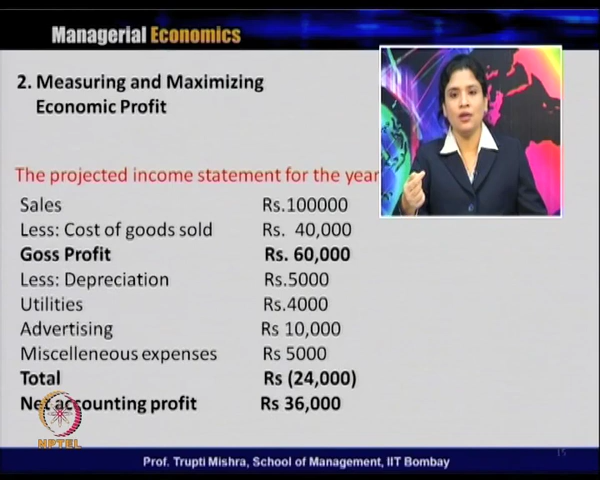 Managerial Economics
2. Measuring and Maximizing
Economic Profit
The projected income statement for the year
Sales Rs.100000
Less: Cost of goods sold Rs. 40,000
Goss Profit Rs. 60,000
Less: Depreciation Rs.5000
Utilities Rs.4000
Advertising Rs 10,000
Miscelleneous expenses Rs 5000
Total Rs (24,000)
Net accounting profit Rs 36,000
NPTEL
Prof. Trupti Mishra, School of Management, IIT Bombay
15